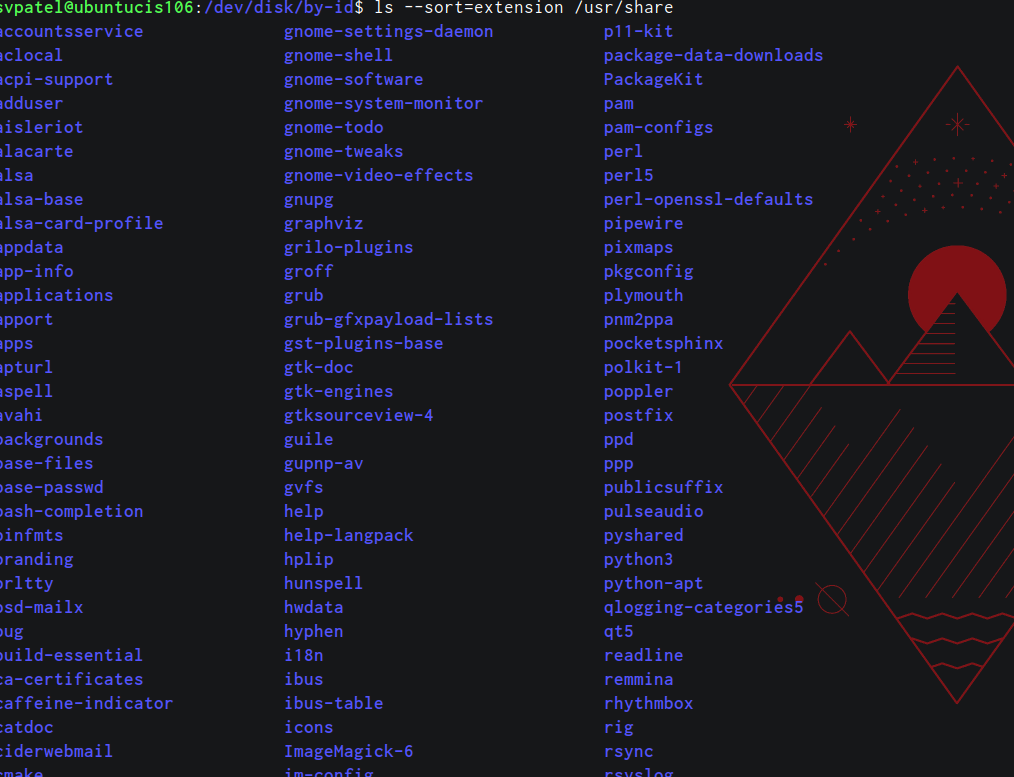 svpatel@ubuntucis106:/dev/disk/by-id$ ls --sort=extension /usr/share
accountsservice gnome-settings-daemon p11-kit
aclocal gnome-shell package-data-downloads
acpi-support gnome-software PackageKit
adduser gnome-system-monitor pam
aisleriot gnome-todo pam-configs
alacarte gnome-tweaks perl
alsa gnome-video-effects perl5
alsa-base gnupg perl-openssl-defaults
alsa-card-profile graphviz pipewire
appdata grilo-plugins pixmaps
app-info groff pkgconfig
applications grub plymouth
apport grub-gfxpayload-lists pnm2ppa
apps gst-plugins-base pocketsphinx
apturl gtk-doc polkit-1
aspell gtk-engines poppler
avahi gtksourceview-4 postfix
backgrounds guile ppd
base-files gupnp-av ppp
base-passwd gvfs publicsuffix
bash-completion help pulseaudio
binfmts help-langpack pyshared
branding hplip python3
brltty hunspell python-apt
bsd-mailx hwdata qlogging-categories5
bug hyphen qt5
build-essential i18n readline
ca-certificates ibus remmina
caffeine-indicator ibus-table rhythmbox
catdoc icons rig
ciderwebmail ImageMagick-6 rsync
cmake im-config rsyslog